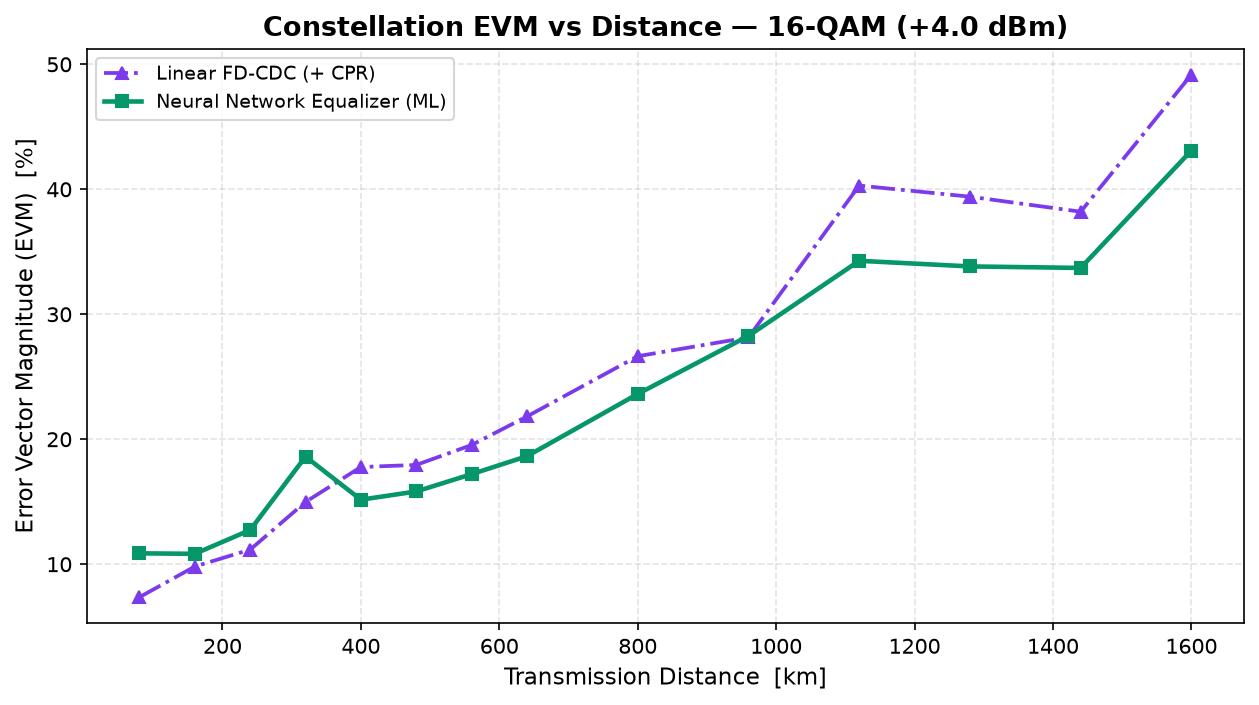 Constellation EVM vs Distance — 16-QAM (+4.0 dBm)
Linear FD-CDC (+ CPR)
Neural Network Equalizer (ML)
Error Vector Magnitude (EVM) [%]
50
40
30
20
10
200 400 600 800 1000 1200 1400 1600
Transmission Distance [km]